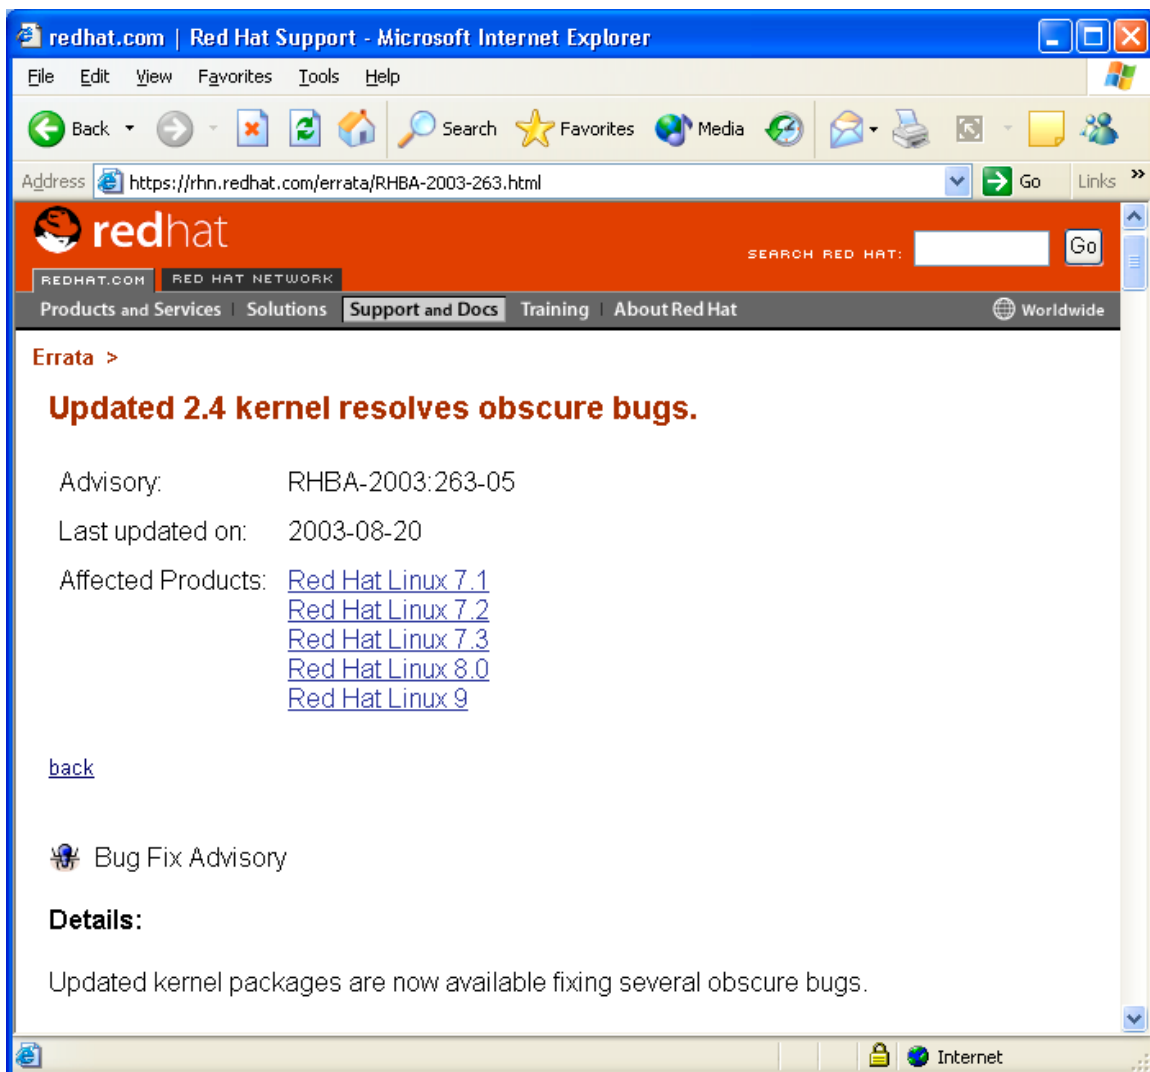 redhat.com | Red Hat Support - Microsoft Internet Explorer
File Edit View Favorites Tools Help
Back Search Favorites Media
Address https://rhn.redhat.com/errata/RHBA-2003-263.html Go Links »
redhat
SEARCH RED HAT: Go
REDHAT.COM RED HAT NETWORK
Products and Services | Solutions Support and Docs Training | About Red Hat Worldwide
Errata >
Updated 2.4 kernel resolves obscure bugs.
Advisory: RHBA-2003:263-05
Last updated on: 2003-08-20
Affected Products: Red Hat Linux 7.1
Red Hat Linux 7.2
Red Hat Linux 7.3
Red Hat Linux 8.0
Red Hat Linux 9
back
Bug Fix Advisory
Details:
Updated kernel packages are now available fixing several obscure bugs.
Internet